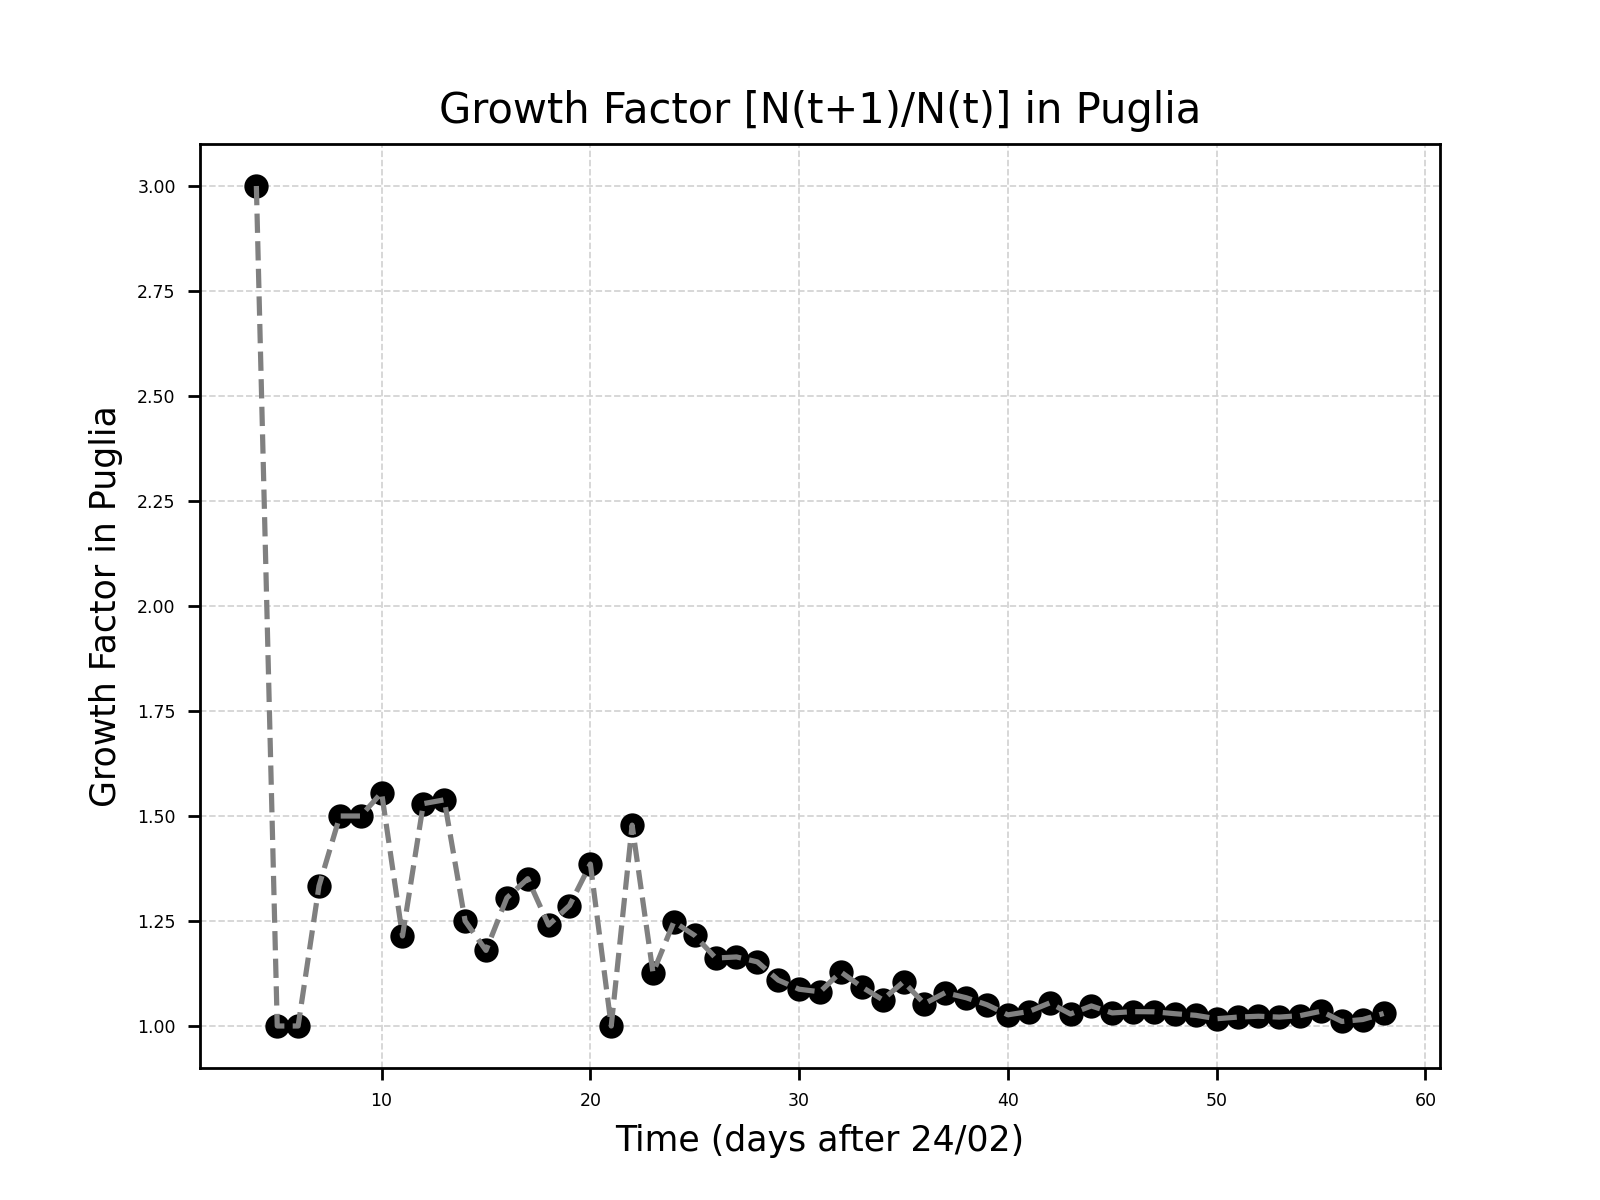 Growth Factor [N(t+1)/N(t)] in Puglia
Growth Factor in Puglia
3.00
2.75
2.50
2.25
2.00
1.75
1.50
1.25
1.00
10 20 30 40 50 60
Time (days after 24/02)